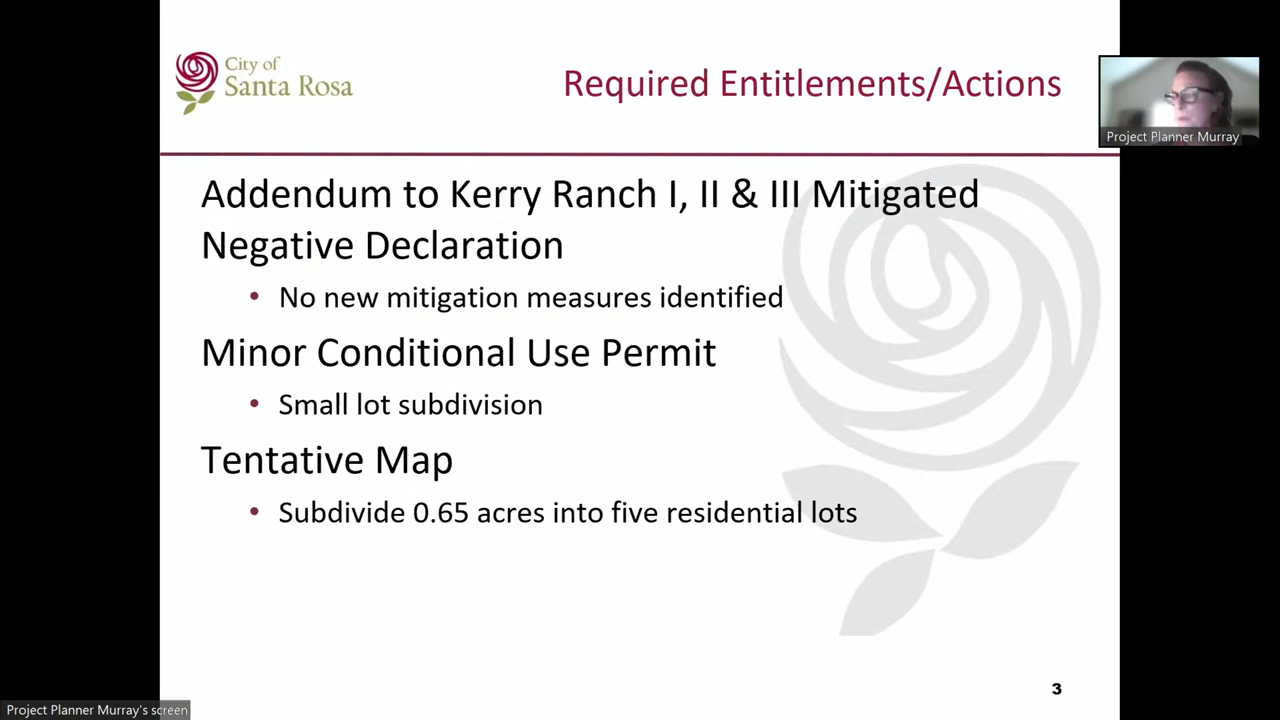 City of
Santa Rosa
Required Entitlements/Actions
Project Planner Murray
Addendum to Kerry Ranch I, II & III Mitigated
Negative Declaration
• No new mitigation measures identified
Minor Conditional Use Permit
• Small lot subdivision
Tentative Map
• Subdivide 0.65 acres into five residential lots
3
Project Planner Murray's screen